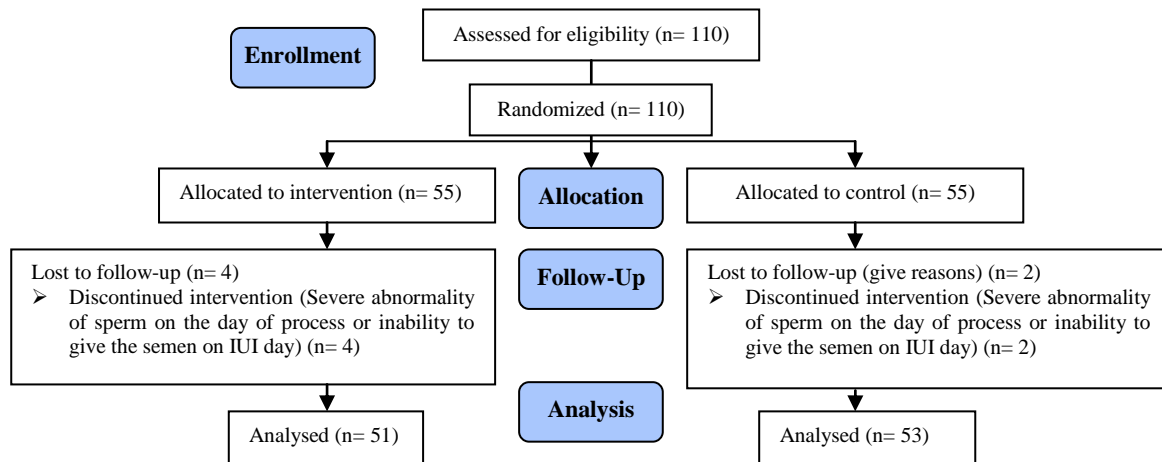 Assessed for eligibility (n= 110)
Enrollment
Randomized (n= 110)
Allocated to intervention (n= 55)
Allocation
Allocated to control (n= 55)
Lost to follow-up (n= 4)
➢ Discontinued intervention (Severe abnormality
of sperm on the day of process or inability to
give the semen on IUI day) (n= 4)
Follow-Up
Lost to follow-up (give reasons) (n= 2)
➢ Discontinued intervention (Severe abnormality
of sperm on the day of process or inability to
give the semen on IUI day) (n= 2)
Analysis
Analysed (n= 51)
Analysed (n= 53)